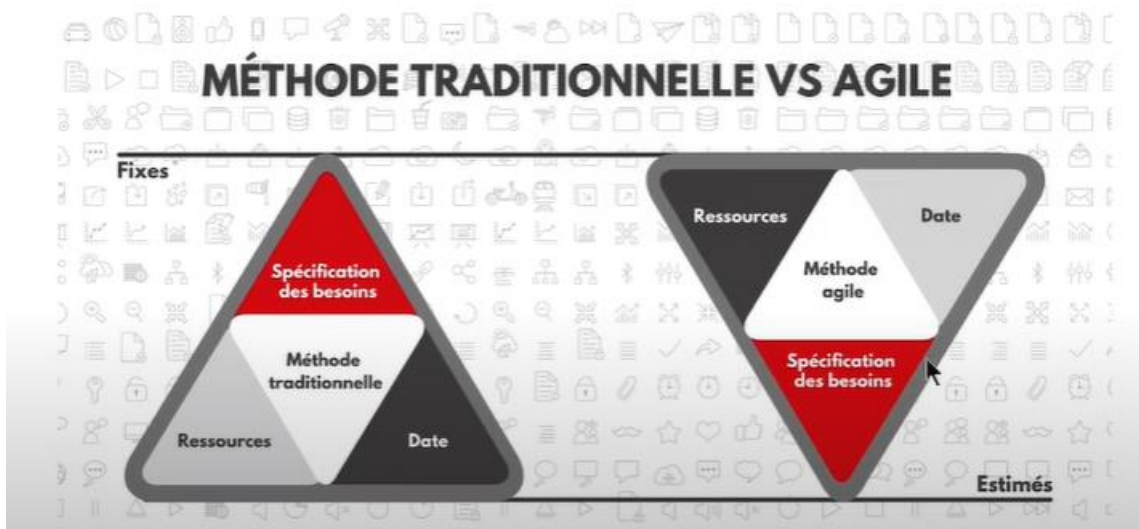 MÉTHODE TRADITIONNELLE VS AGILE
Fixes
Spécification
des besoins
Méthode
traditionnelle
Ressources
Date
Ressources
Date
Méthode
agile
Spécification
des besoins
Estimés